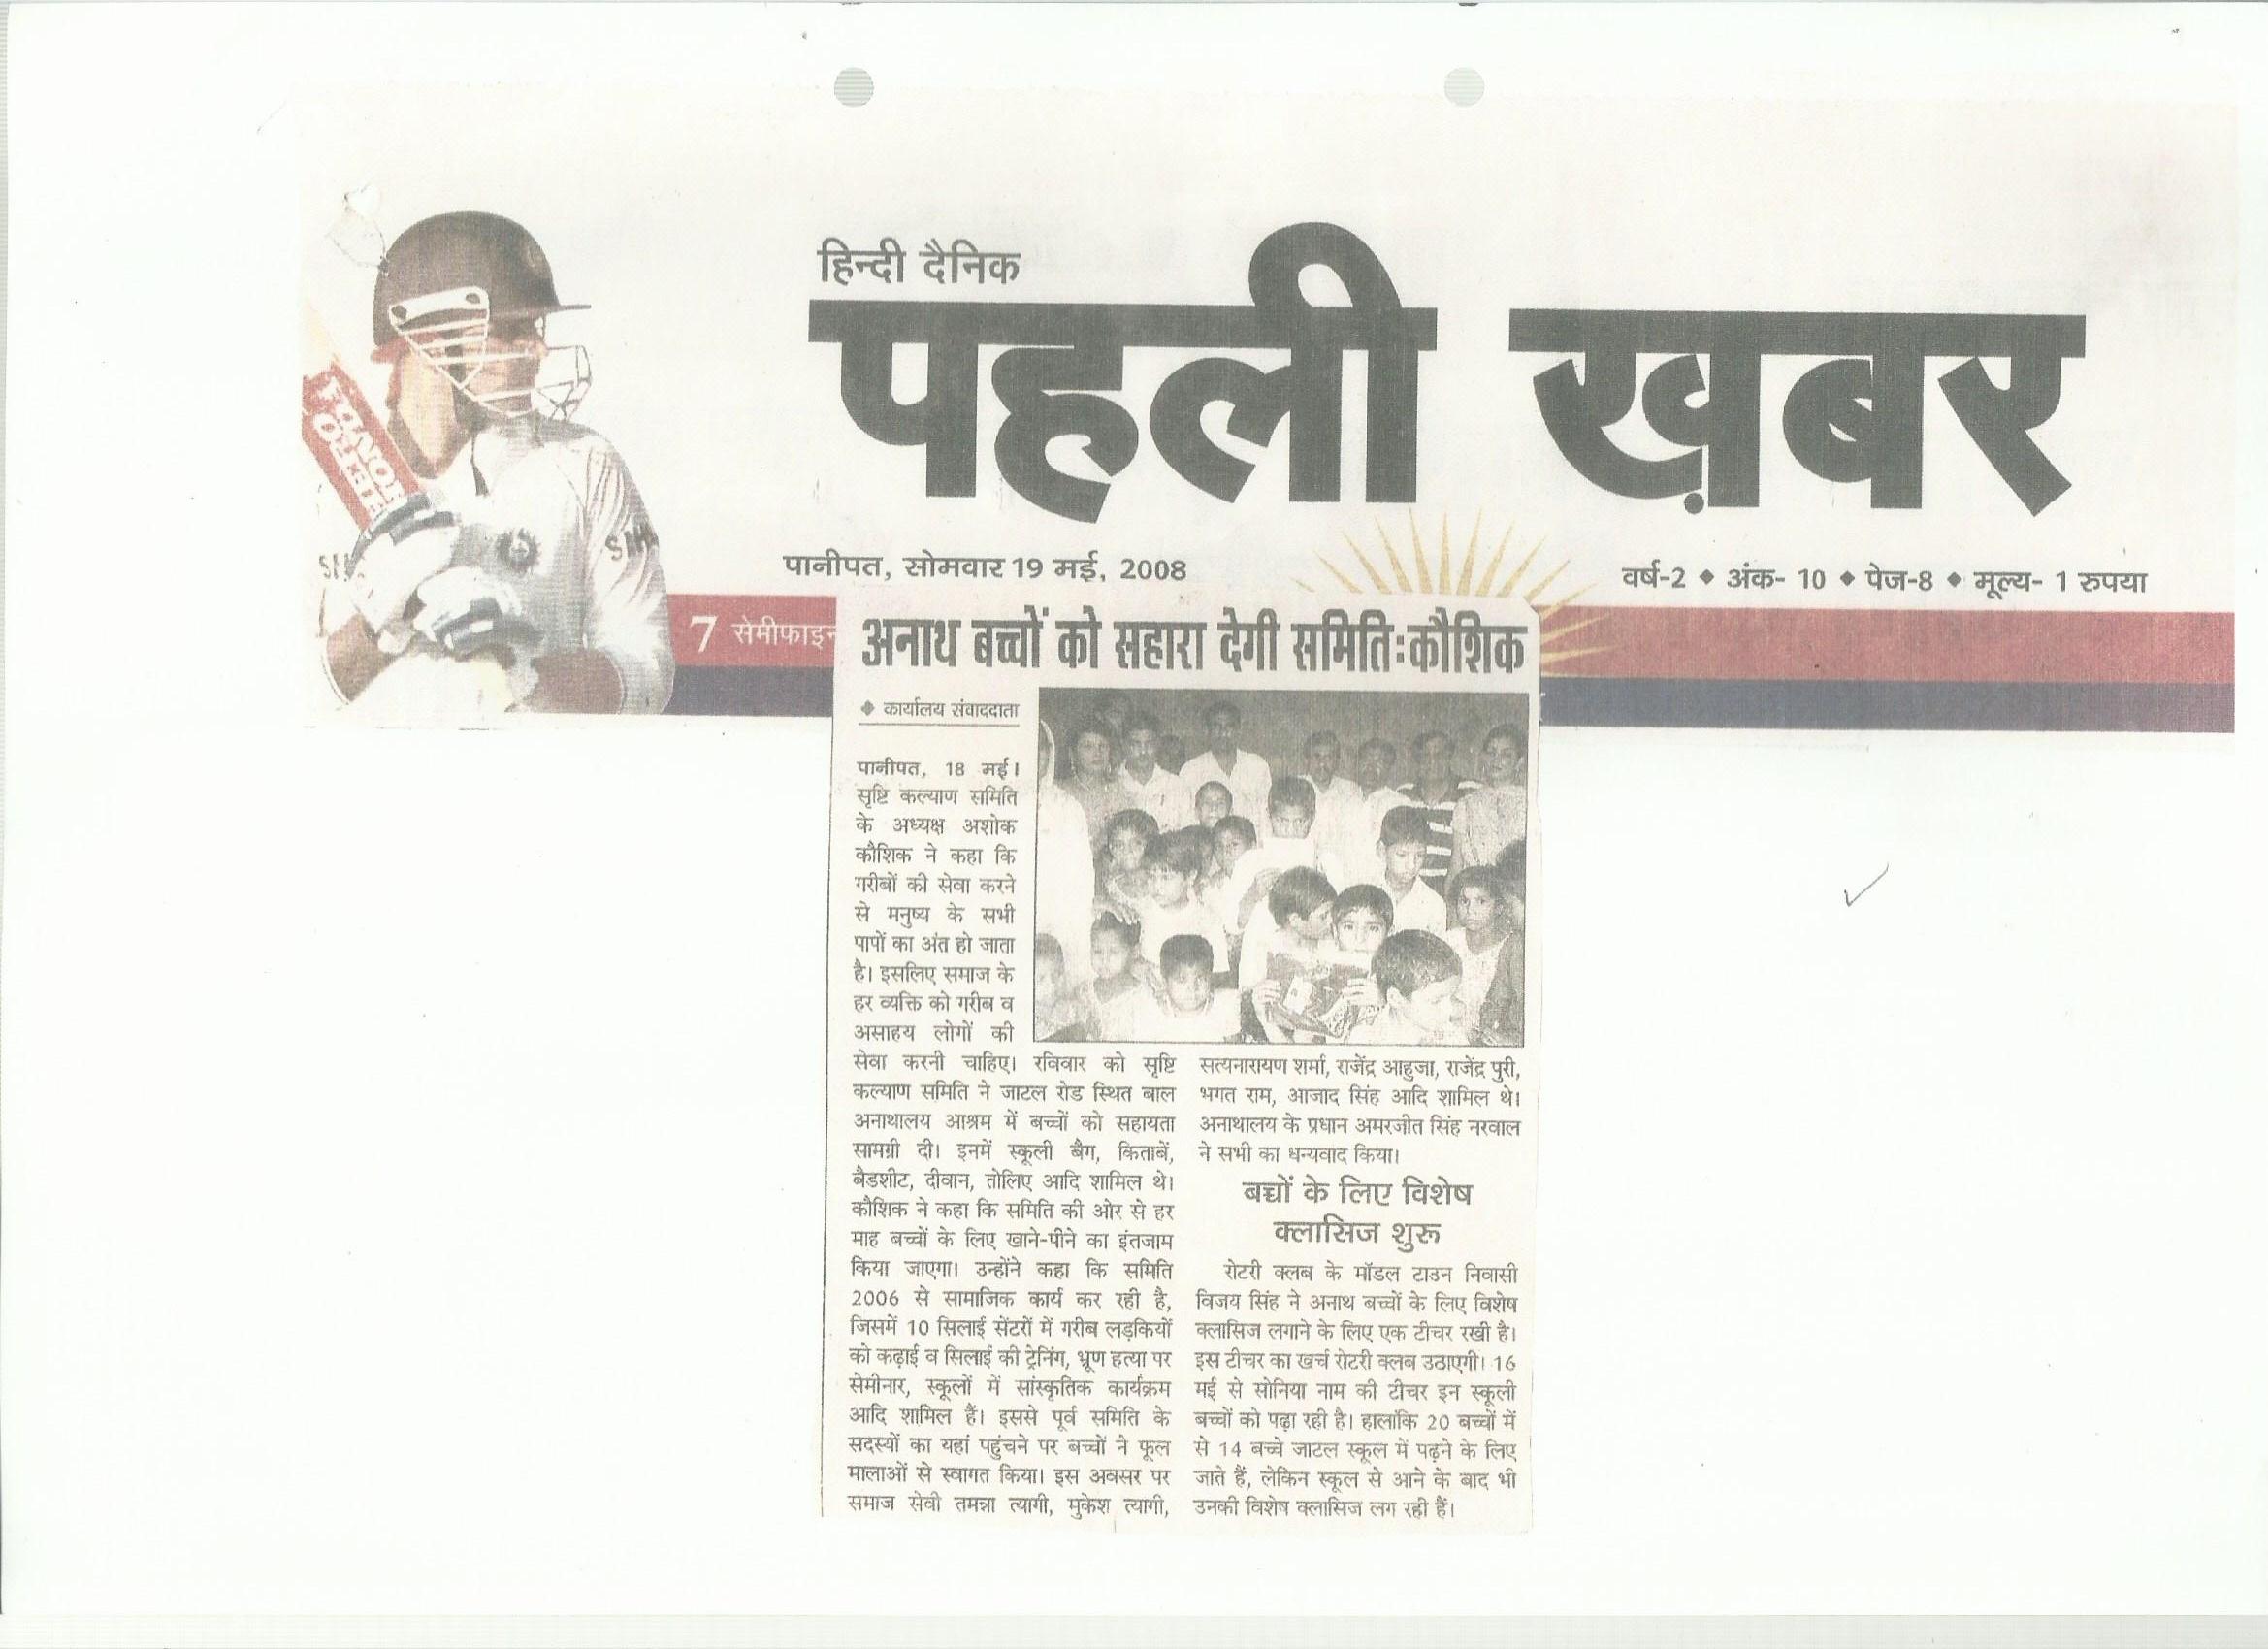 हिन्दी दैनिक
पहली ख़बर
पानीपत, सोमवार 19 मई, 2008
वर्ष-2 ◆ अंक- 10 ◆ पेज-8 ◆ मूल्य- 1 रुपया
7 सेमीफाइन
अनाथ बच्चों को सहारा देगी समितिःकौशिक
◆ कार्यालय संवाददाता
पानीपत, 18 मई।
सृष्टि कल्याण समिति
के अध्यक्ष अशोक
कौशिक ने कहा कि
गरीबों की सेवा करने
से मनुष्य के सभी
पापों का अंत हो जाता
है। इसलिए समाज के
हर व्यक्ति को गरीब व
असाहय लोगों की
सेवा करनी चाहिए। रविवार को सृष्टि
कल्याण समिति ने जाटल रोड स्थित बाल
अनाथालय आश्रम में बच्चों को सहायता
सामग्री दी। इनमें स्कूली बैग, किताबें,
बैडशीट, दीवान, तोलिए आदि शामिल थे।
कौशिक ने कहा कि समिति की ओर से हर
माह बच्चों के लिए खाने-पीने का इंतजाम
किया जाएगा। उन्होंने कहा कि समिति
2006 से सामाजिक कार्य कर रही है,
जिसमें 10 सिलाई सेंटरों में गरीब लड़कियों
को कढ़ाई व सिलाई की ट्रेनिंग, भ्रूण हत्या पर
सेमीनार, स्कूलों में सांस्कृतिक कार्यक्रम
आदि शामिल हैं। इससे पूर्व समिति के
सदस्यों का यहां पहुंचने पर बच्चों ने फूल
मालाओं से स्वागत किया। इस अवसर पर
समाज सेवी तमन्ना त्यागी, मुकेश त्यागी,
सत्यनारायण शर्मा, राजेंद्र आहुजा, राजेंद्र पुरी,
भगत राम, आजाद सिंह आदि शामिल थे।
अनाथालय के प्रधान अमरजीत सिंह नरवाल
ने सभी का धन्यवाद किया।
बच्चों के लिए विशेष
क्लासिज शुरू
रोटरी क्लब के मॉडल टाउन निवासी
विजय सिंह ने अनाथ बच्चों के लिए विशेष
क्लासिज लगाने के लिए एक टीचर रखी है।
इस टीचर का खर्च रोटरी क्लब उठाएगी। 16
मई से सोनिया नाम की टीचर इन स्कूली
बच्चों को पढ़ा रही है। हालांकि 20 बच्चों में
से 14 बच्चे जाटल स्कूल में पढ़ने के लिए
जाते हैं, लेकिन स्कूल से आने के बाद भी
उनकी विशेष क्लासिज लग रही हैं।